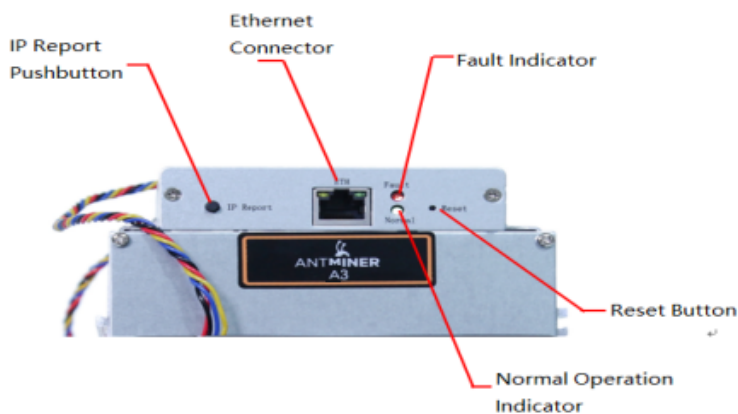 Ethernet
Connector
IP Report
Pushbutton
Fault Indicator
ETH
Fault
IP Report
Reset
Normal
ANTMINER
A3
Reset Button
Normal Operation
Indicator